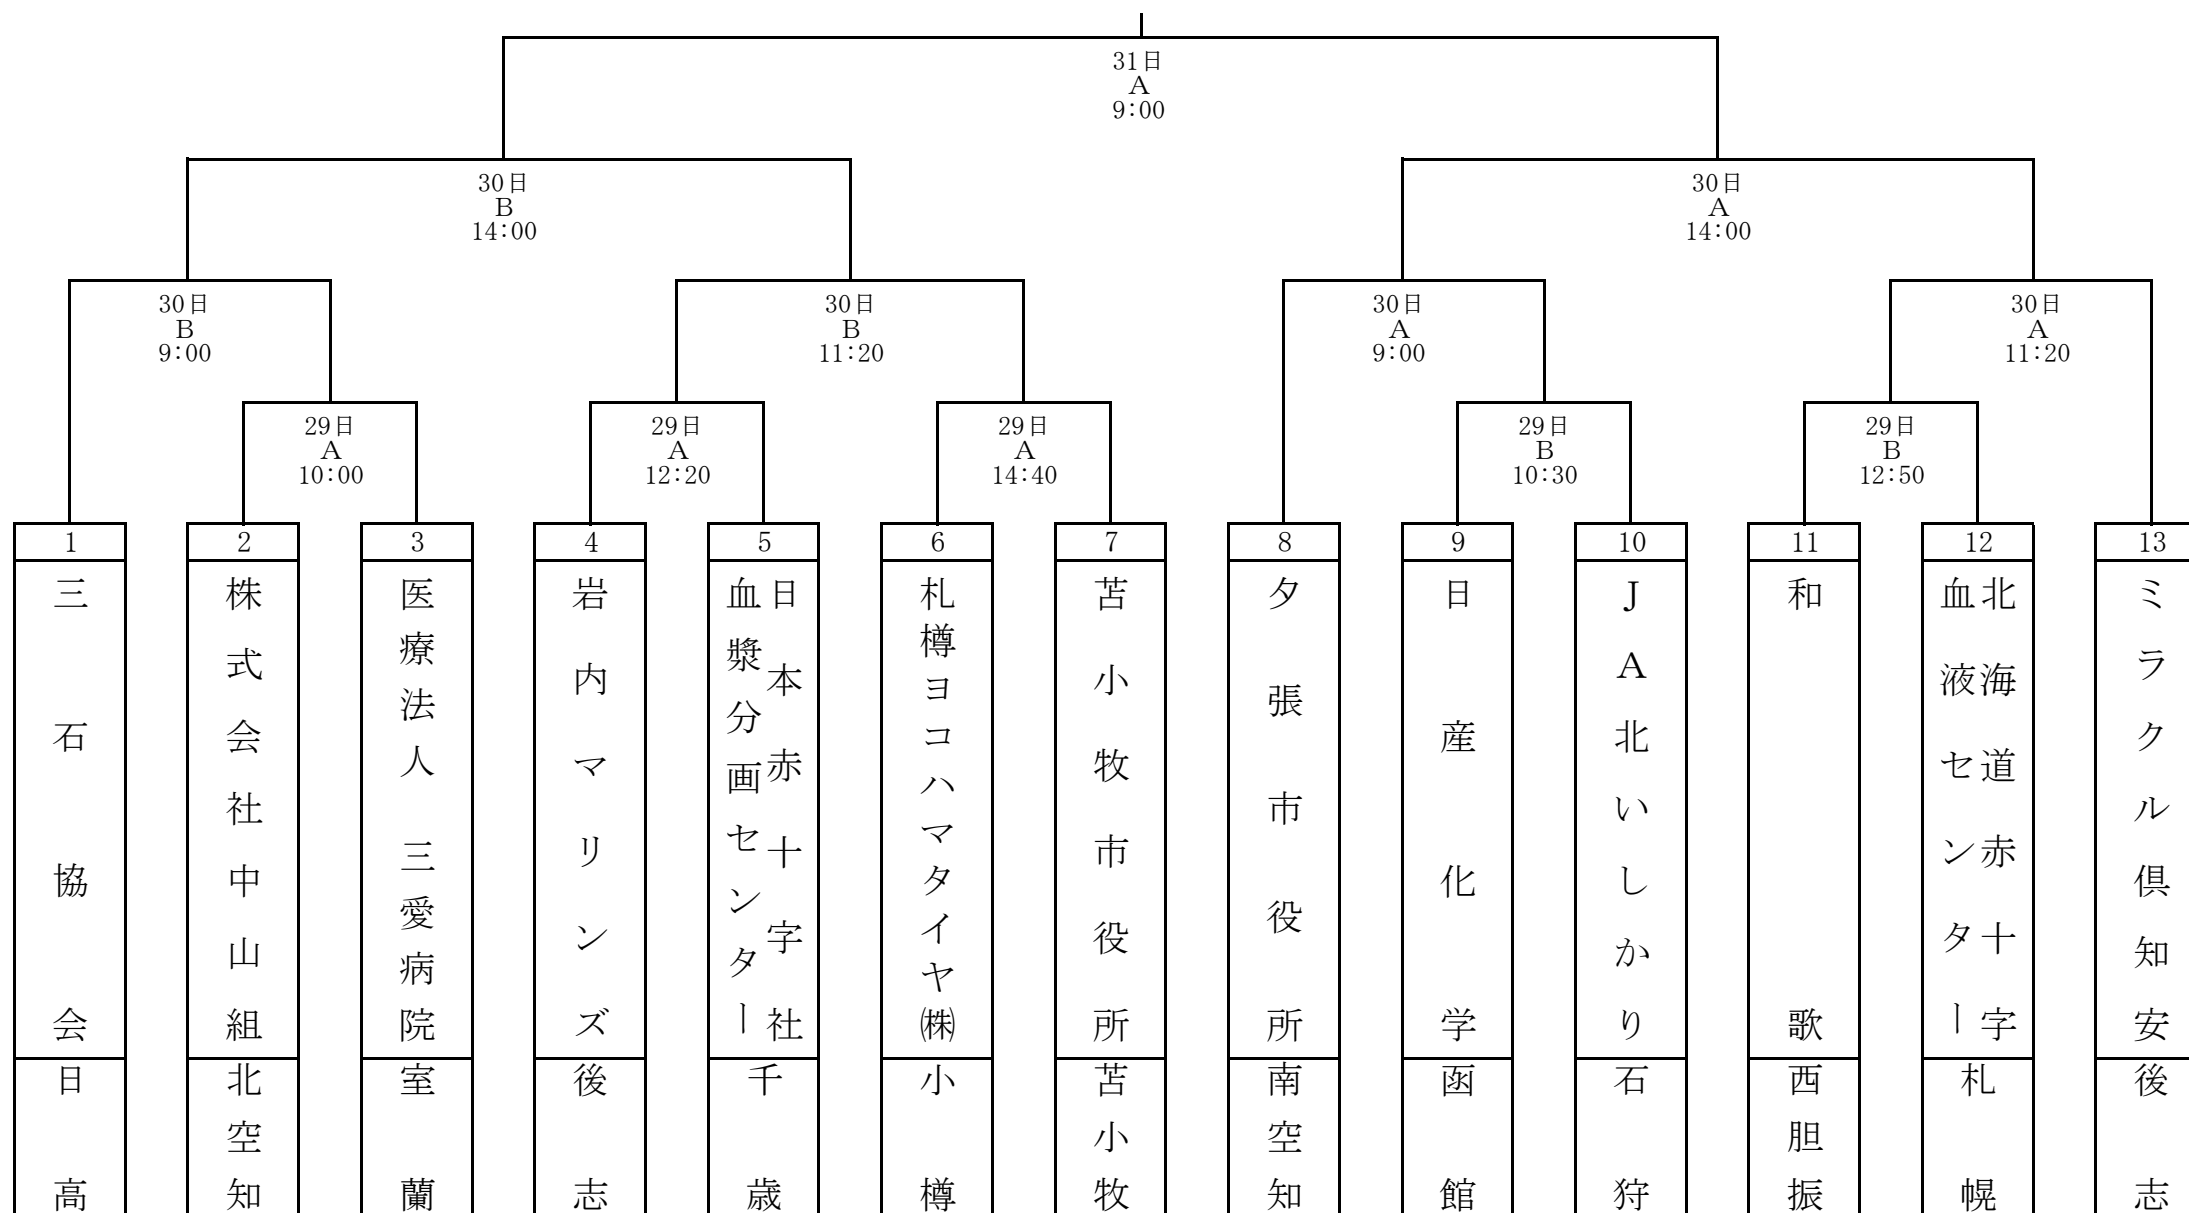 31日
A
9:00
30日
B
14:00
30日
A
14:00
30日
B
9:00
30日
B
11:20
30日
A
9:00
30日
A
11:20
29日
A
10:00
29日
A
12:20
29日
A
14:40
29日
B
10:30
29日
B
12:50
1
三石協会
日高
2
株式会社中山組
北空知
3
医療法人 三愛病院
室蘭
4
岩内マリンズ
後志
5
日本赤十字社
血漿分画センター
千歳
6
札樽ヨコハマタイヤ㈱
小樽
7
苫小牧市役所
苫小牧
8
夕張市役所
南空知
9
日産化学
函館
10
JA北いしかり
石狩
11
和歌
西胆振
12
北海道赤十字
血液センター
札幌
13
ミラクル倶知安
後志